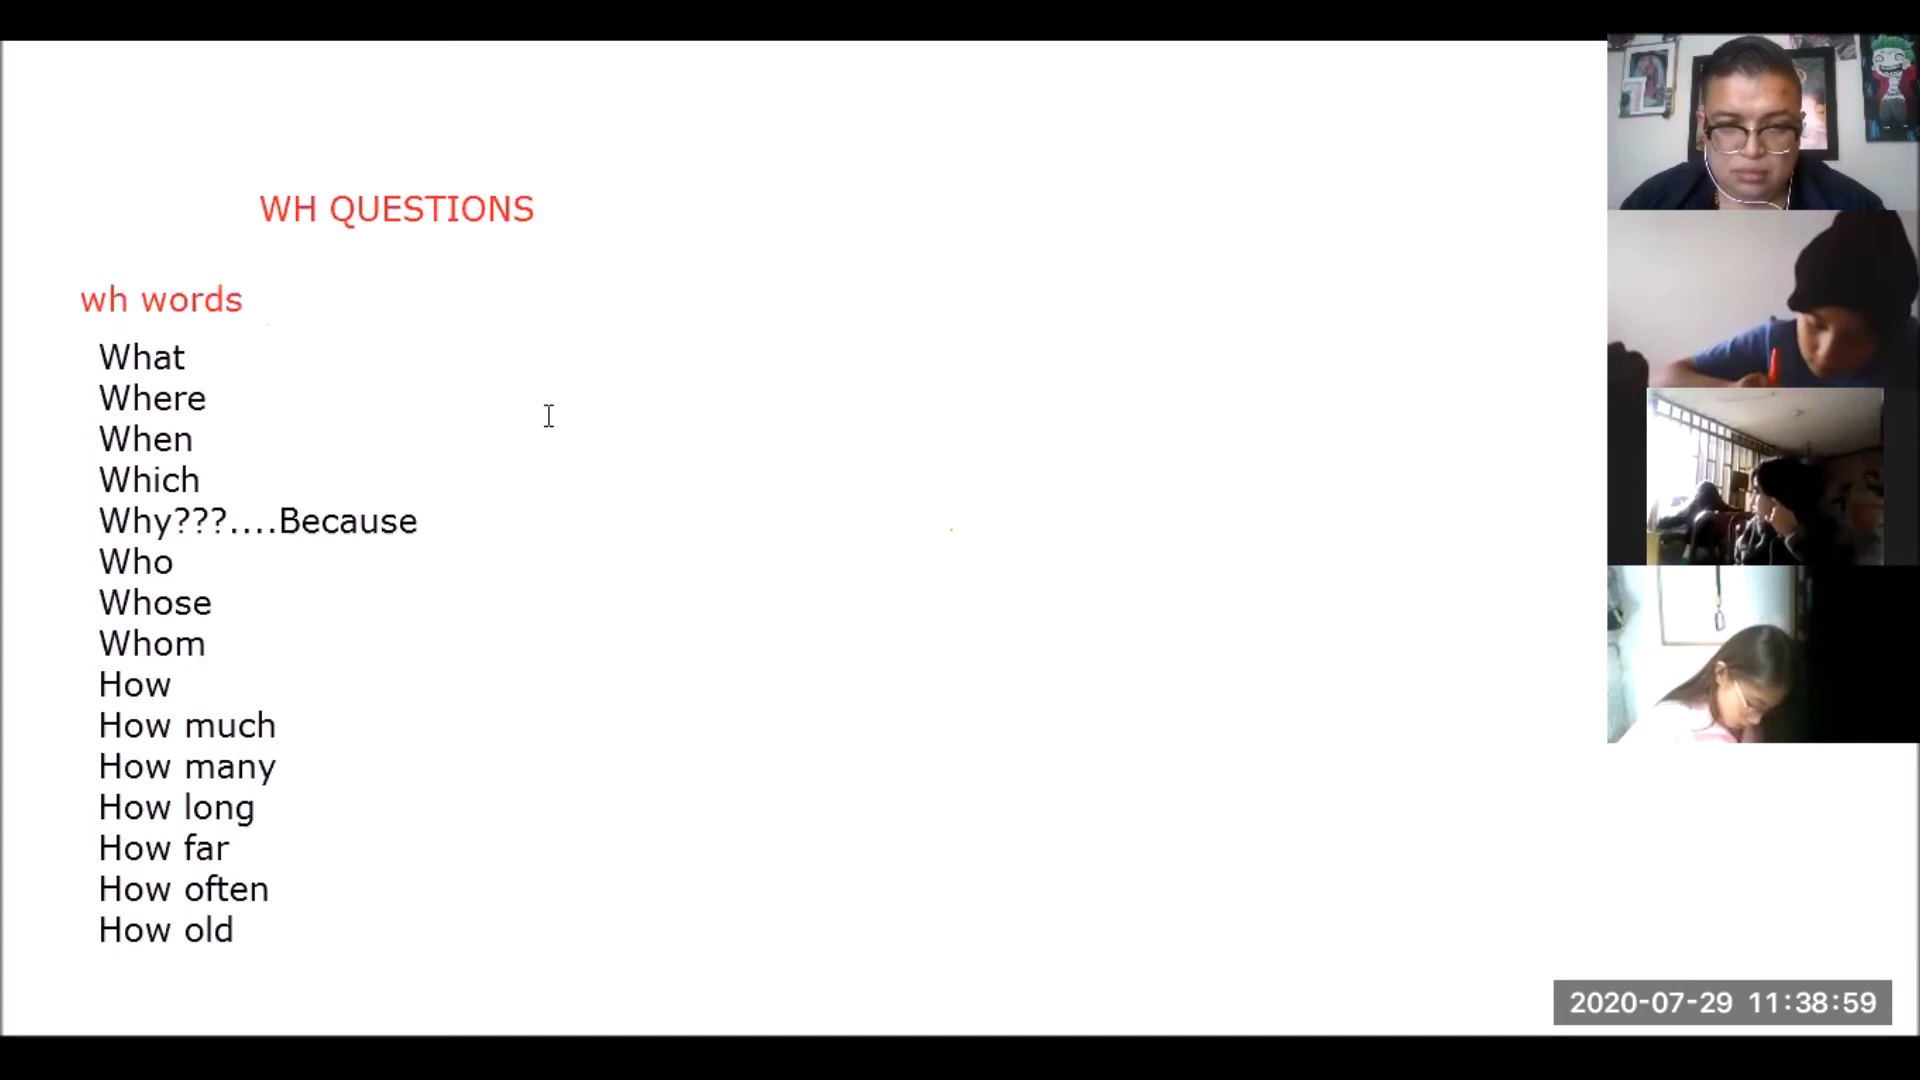 WH QUESTIONS
wh words
What
Where
When
Which
Why???....Because
Who
Whose
Whom
How
How much
How many
How long
How far
How often
How old
2020-07-29 11:38:59